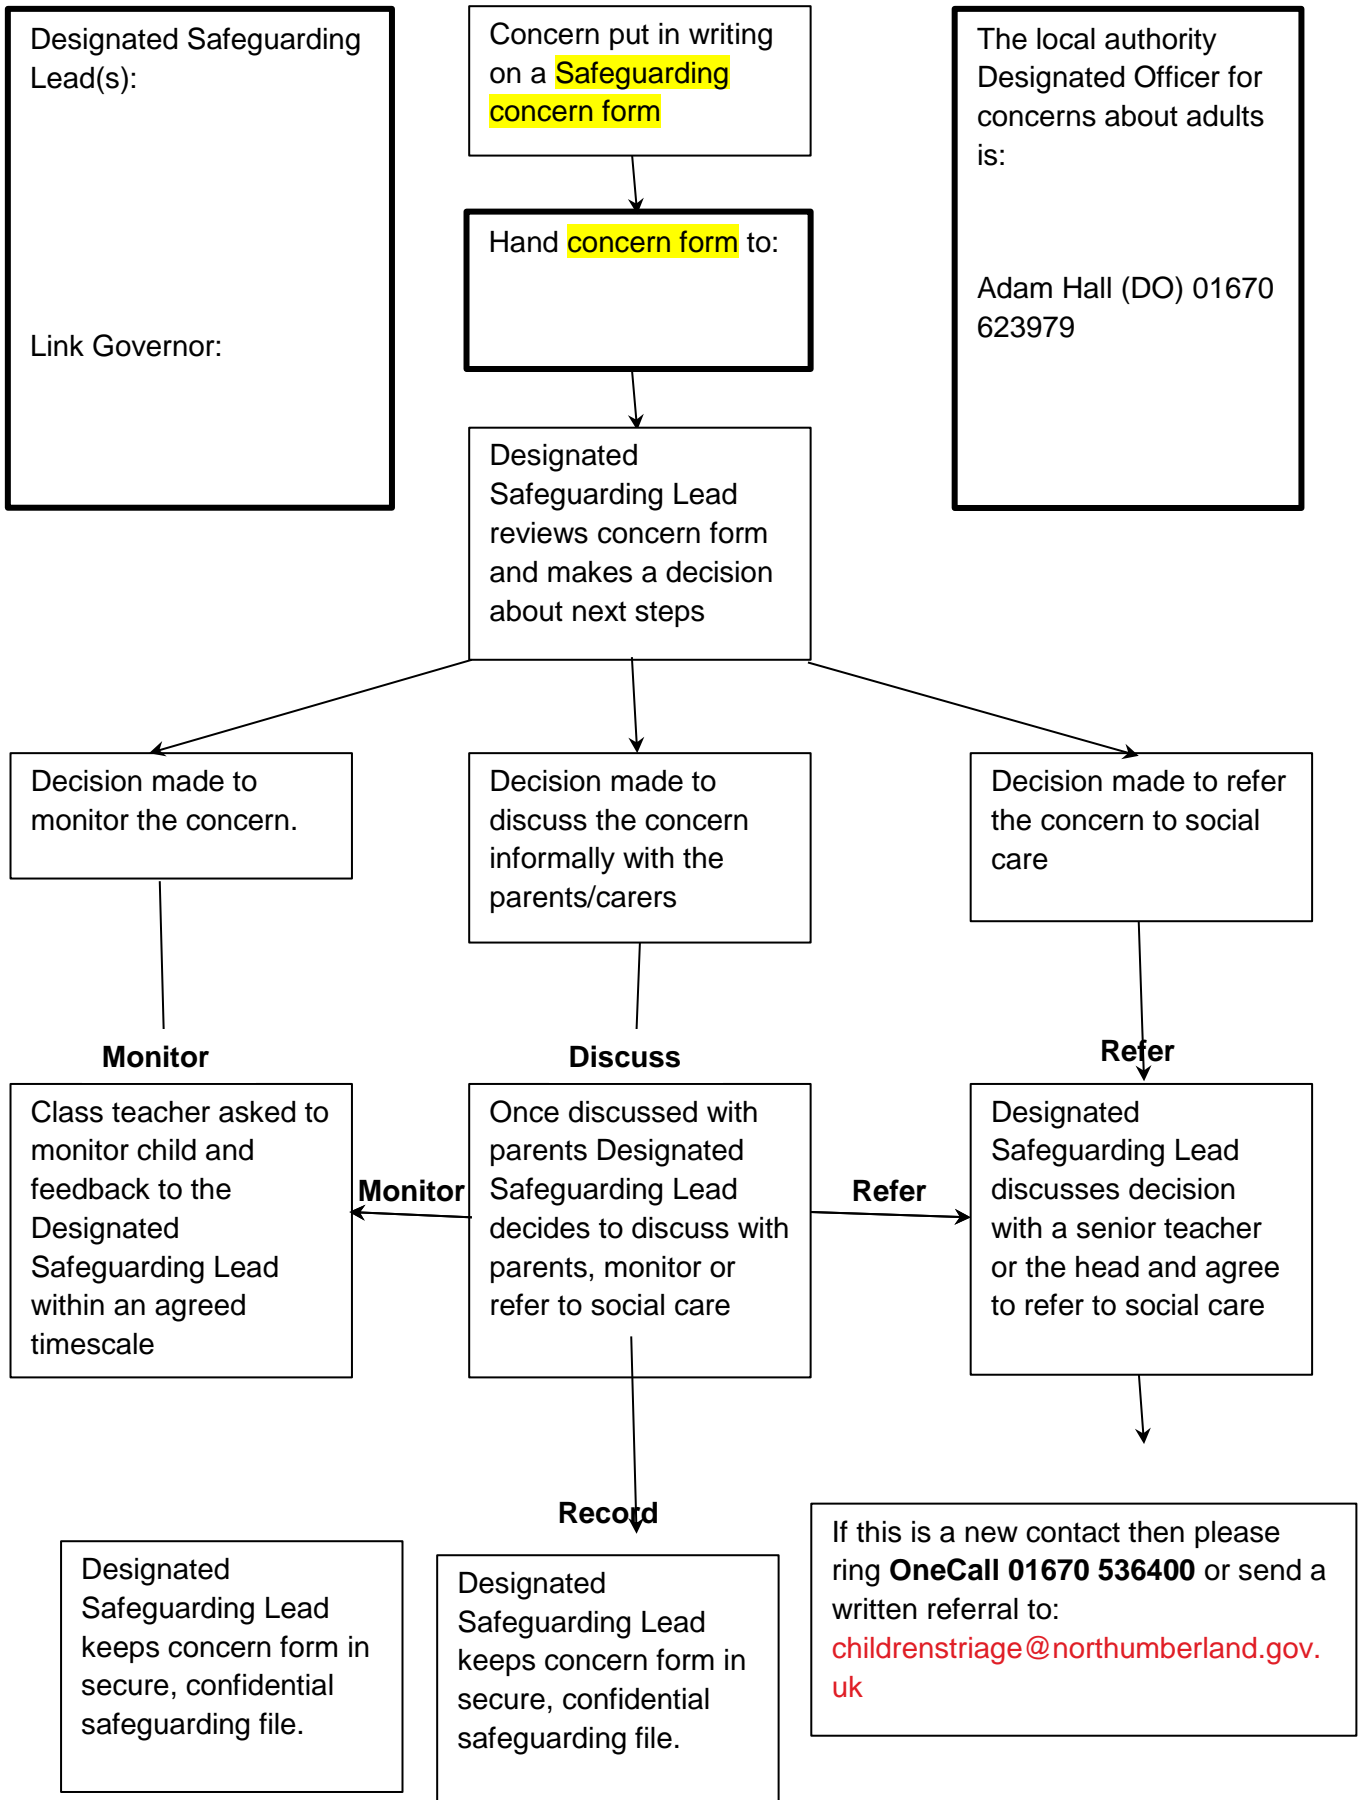 Designated Safeguarding
Lead(s):
Link Governor:
Concern put in writing
on a Safeguarding
concern form
The local authority
Designated Officer for
concerns about adults
is:
Adam Hall (DO) 01670
623979
Hand concern form to:
Designated
Safeguarding Lead
reviews concern form
and makes a decision
about next steps
Decision made to
monitor the concern.
Decision made to
discuss the concern
informally with the
parents/carers
Decision made to refer
the concern to social
care
Monitor
Discuss
Refer
Class teacher asked to
monitor child and
feedback to the
Designated
Safeguarding Lead
within an agreed
timescale
Monitor
Once discussed with
parents Designated
Safeguarding Lead
decides to discuss with
parents, monitor or
refer to social care
Refer
Designated
Safeguarding Lead
discusses decision
with a senior teacher
or the head and agree
to refer to social care
Record
Designated
Safeguarding Lead
keeps concern form in
secure, confidential
safeguarding file.
Designated
Safeguarding Lead
keeps concern form in
secure, confidential
safeguarding file.
If this is a new contact then please
ring OneCall 01670 536400 or send a
written referral to:
childrenstriage@northumberland.gov.
uk